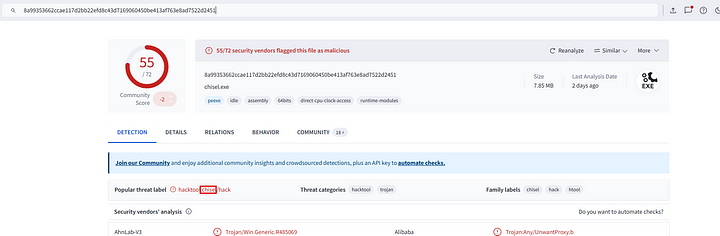 8a99353662ccae117d2bb22efd8c43d7169060450be413af763e8ad7522d2451
55
/ 72
Community
Score
-2
55/72 security vendors flagged this file as malicious
Reanalyze
Similar
More
8a99353662ccae117d2bb22efd8c43d7169060450be413af763e8ad7522d2451
chisel.exe
Size
7.85 MB
Last Analysis Date
2 days ago
EXE
peexe
idle
assembly
64bits
direct-cpu-clock-access
runtime-modules
DETECTION
DETAILS
RELATIONS
BEHAVIOR
COMMUNITY
18 +
Join our Community and enjoy additional community insights and crowdsourced detections, plus an API key to automate checks.
Popular threat label
hacktool.chisel/hack
Threat categories
hacktool
trojan
Family labels
chisel
hack
htool
Security vendors' analysis
Do you want to automate checks?
AhnLab-V3
Trojan/Win.Generic.R485069
Alibaba
Trojan:Any/UnwantProxy.b